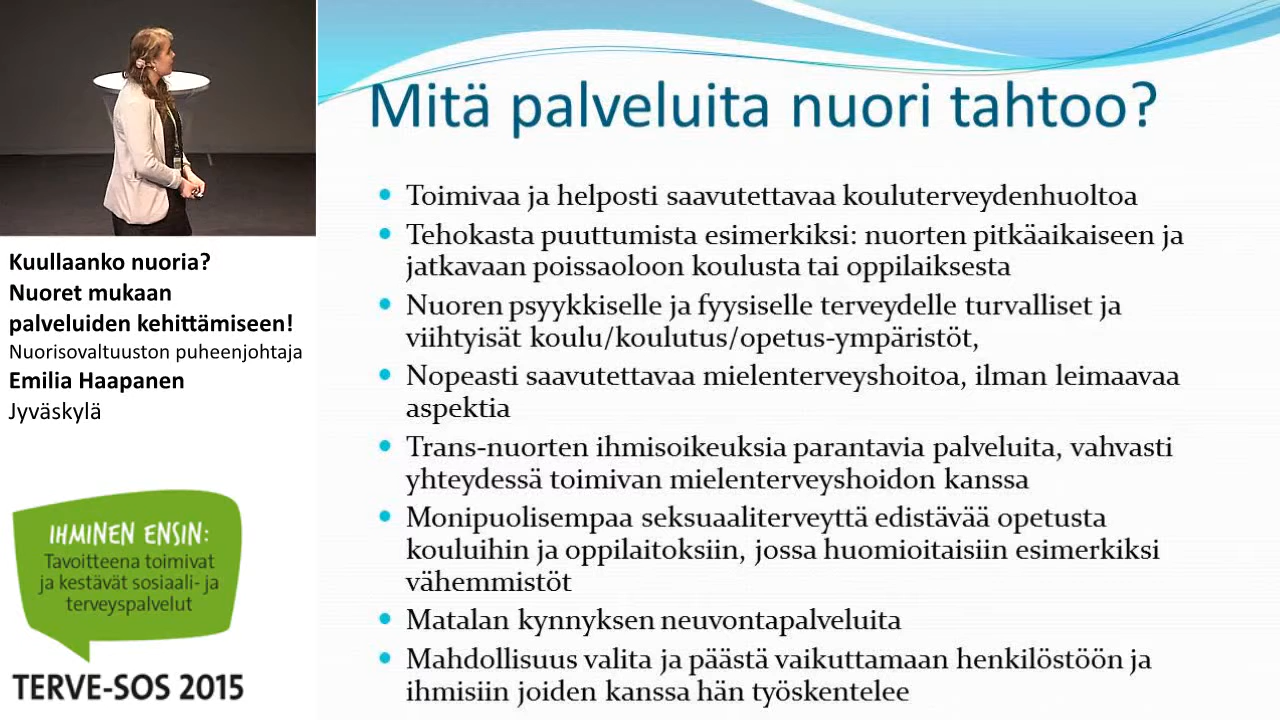 Kuullaanko nuoria?
Nuoret mukaan
palveluiden kehittämiseen!
Nuorisovaltuuston puheenjohtaja
Emilia Haapanen
Jyväskylä
IHMINEN ENSIN:
Tavoitteena toimivat
ja kestävät sosiaali- ja
terveyspalvelut
TERVE-SOS 2015
Mitä palveluita nuori tahtoo?
• Toimivaa ja helposti saavutettavaa kouluterveydenhuoltoa
• Tehokasta puuttumista esimerkiksi: nuorten pitkäaikaiseen ja
jatkavaan poissaoloon koulusta tai oppilaiksesta
• Nuoren psyykkiselle ja fyysiselle terveydelle turvalliset ja
viihtyisät koulu/koulutus/opetus-ympäristöt,
• Nopeasti saavutettavaa mielenterveyshoitoa, ilman leimaavaa
aspektia
• Trans-nuorten ihmisoikeuksia parantavia palveluita, vahvasti
yhteydessä toimivan mielenterveyshoidon kanssa
• Monipuolisempaa seksuaaliterveyttä edistävää opetusta
kouluihin ja oppilaitoksiin, jossa huomioitaisiin esimerkiksi
vähemmistöt
• Matalan kynnyksen neuvontapalveluita
• Mahdollisuus valita ja päästä vaikuttamaan henkilöstöön ja
ihmisiin joiden kanssa hän työskentelee